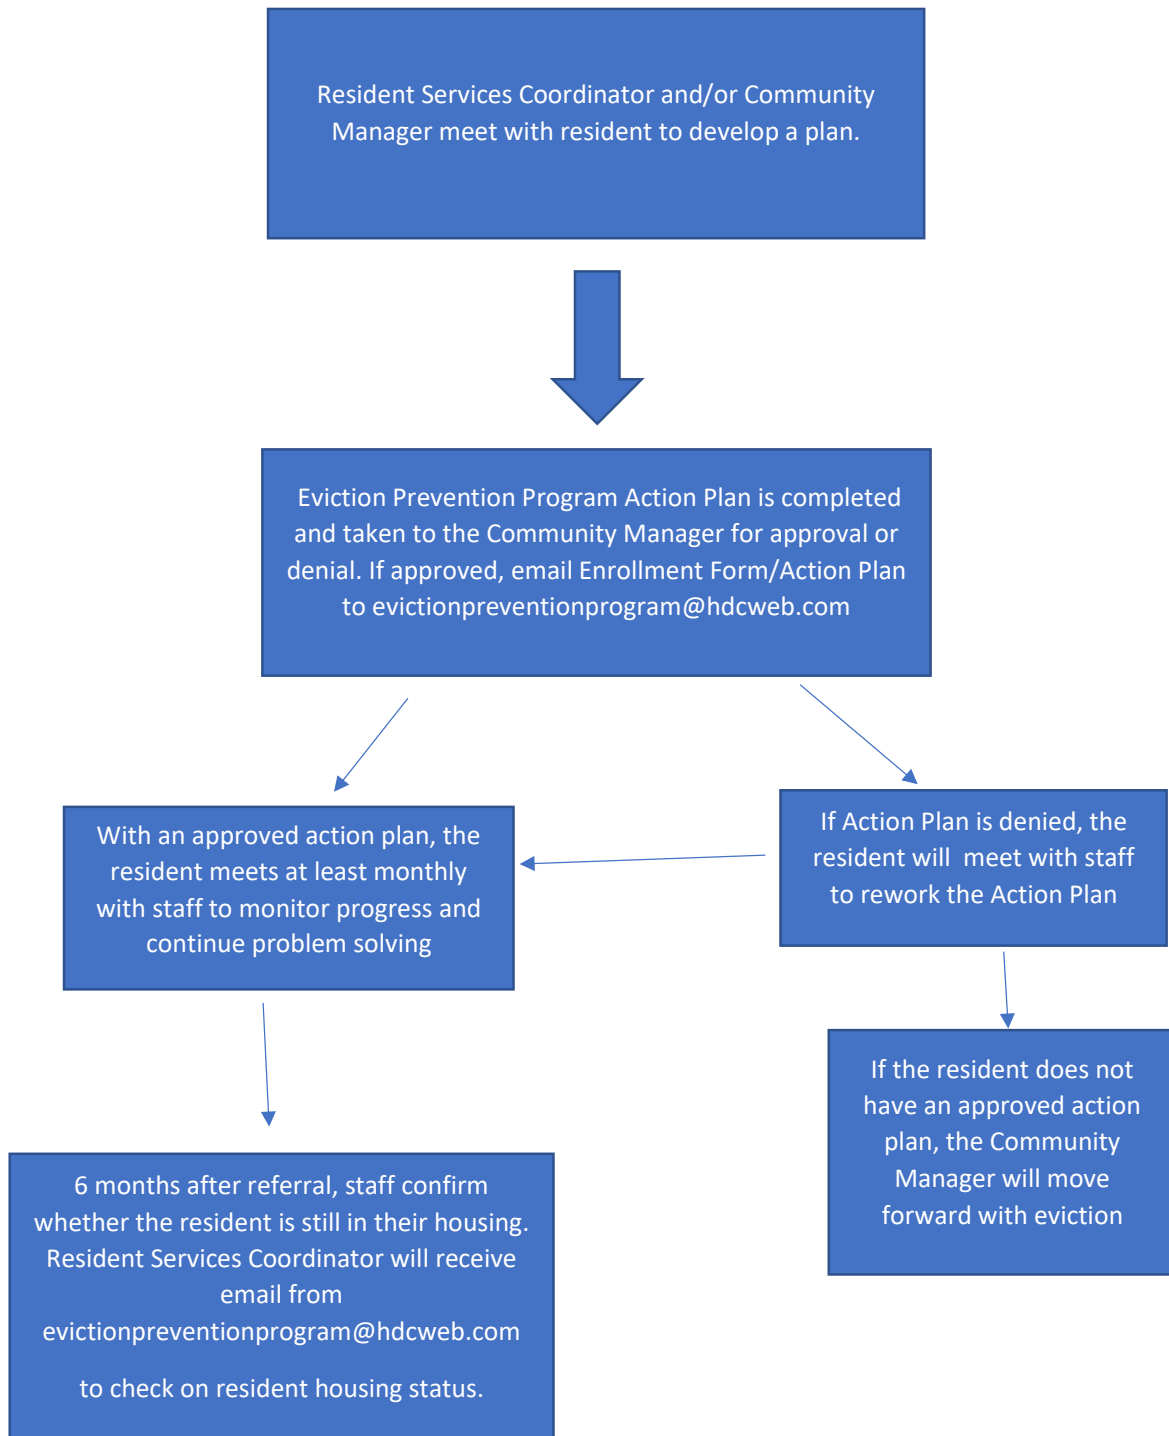 Resident Services Coordinator and/or Community
Manager meet with resident to develop a plan.
Eviction Prevention Program Action Plan is completed
and taken to the Community Manager for approval or
denial. If approved, email Enrollment Form/Action Plan
to evictionpreventionprogram@hdcweb.com
With an approved action plan, the
resident meets at least monthly
with staff to monitor progress and
continue problem solving
If Action Plan is denied, the
resident will  meet with staff
to rework the Action Plan
If the resident does not
have an approved action
plan, the Community
Manager will move
forward with eviction
6 months after referral, staff confirm
whether the resident is still in their housing.
Resident Services Coordinator will receive
email from
evictionpreventionprogram@hdcweb.com
to check on resident housing status.